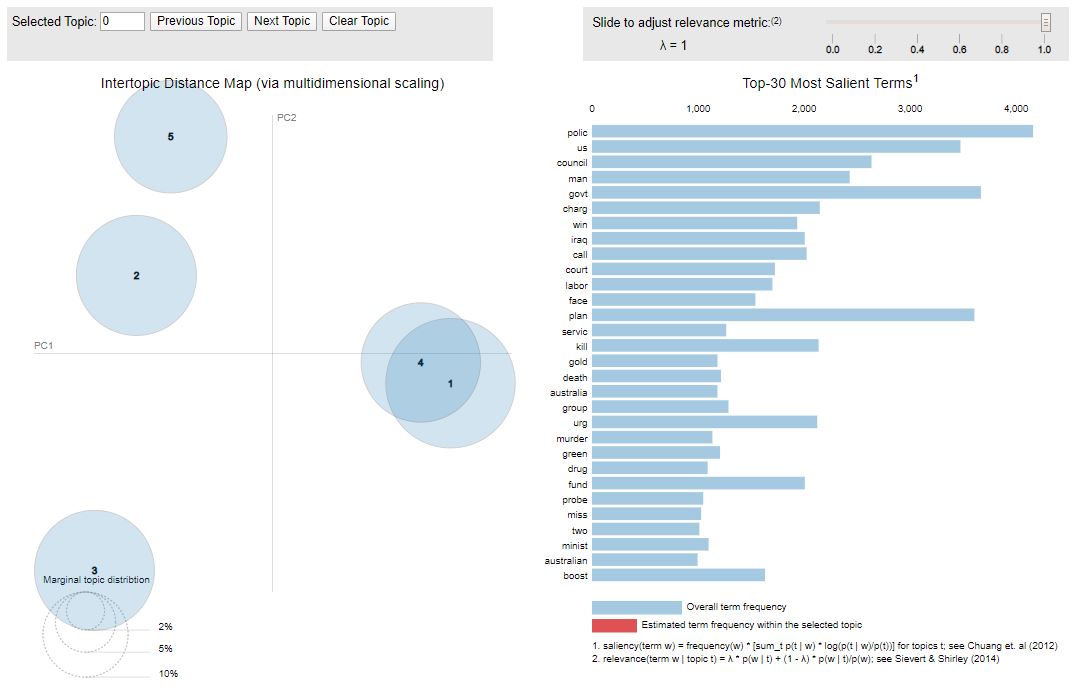 Selected Topic: 0 Previous Topic Next Topic Clear Topic
Slide to adjust relevance metric:(2)
λ = 1
0.0 0.2 0.4 0.6 0.8 1.0
Intertopic Distance Map (via multidimensional scaling)
PC2
PC1
5
2
4
1
3
Marginal topic distribtion
2%
5%
10%
Top-30 Most Salient Terms1
0 1,000 2,000 3,000 4,000
polic
us
council
man
govt
charg
win
iraq
call
court
labor
face
plan
servic
kill
gold
death
australia
group
urg
murder
green
drug
fund
probe
miss
two
minist
australian
boost
Overall term frequency
Estimated term frequency within the selected topic
1. saliency(term w) = frequency(w) * [sum_t p(t | w) * log(p(t | w)/p(t))] for topics t; see Chuang et. al (2012)
2. relevance(term w | topic t) = λ * p(w | t) + (1 - λ) * p(w | t)/p(w); see Sievert & Shirley (2014)